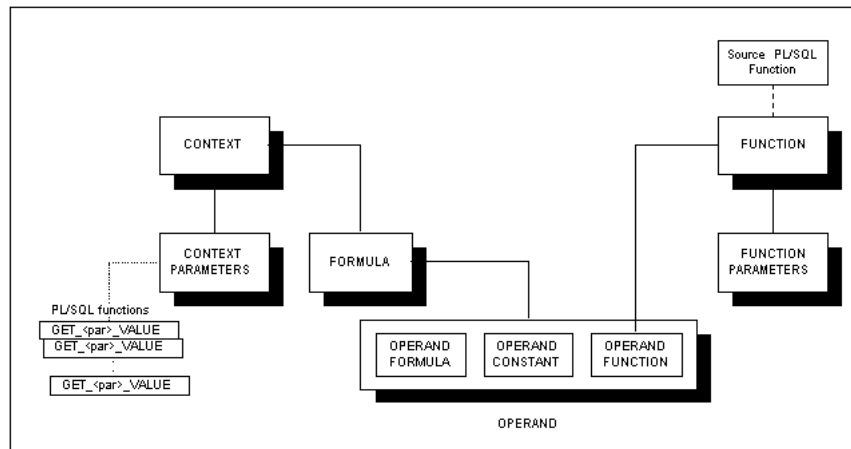 Source PL/SQL
Function
CONTEXT
FUNCTION
CONTEXT
PARAMETERS
FORMULA
FUNCTION
PARAMETERS
PL/SQL functions
GET_<par>_VALUE
GET_<par>_VALUE
GET_<par>_VALUE
OPERAND
FORMULA
OPERAND
CONSTANT
OPERAND
FUNCTION
OPERAND